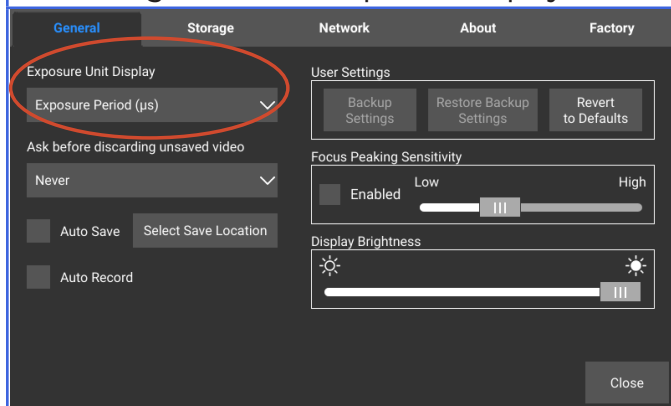 General Storage Network About Factory
Exposure Unit Display
Exposure Period (µs)
Ask before discarding unsaved video
Never
Auto Save
Select Save Location
Auto Record
User Settings
Backup
Settings
Restore Backup
Settings
Revert
to Defaults
Focus Peaking Sensitivity
Enabled
Low High
Display Brightness
Close